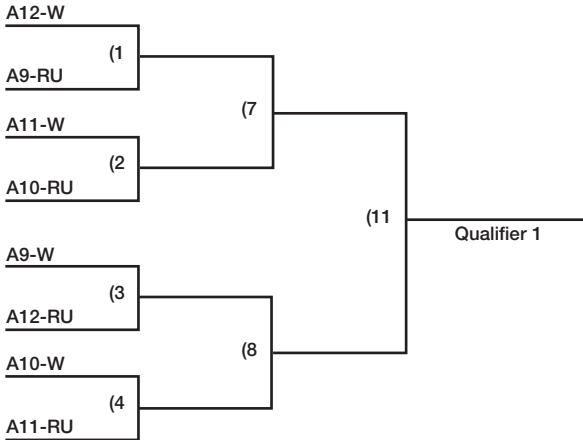 A12-W
(1
A9-RU
(7
A11-W
(2
A10-RU
(11
Qualifier 1
A9-W
(3
A12-RU
(8
A10-W
(4
A11-RU